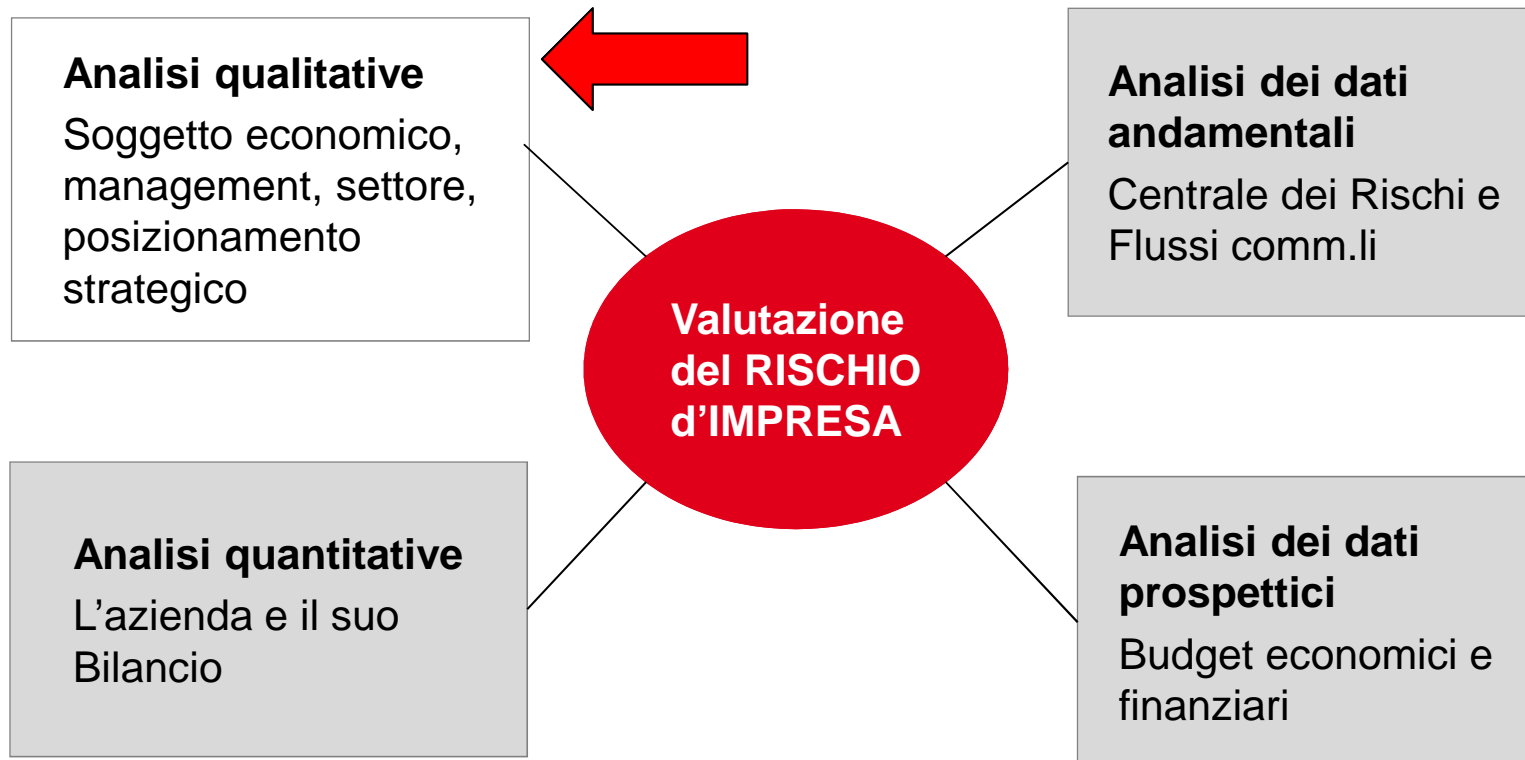 Analisi qualitative
Soggetto economico,
management, settore,
posizionamento
strategico
Analisi dei dati
andamentali
Centrale dei Rischi e
Flussi comm.li
Valutazione
del RISCHIO
d’IMPRESA
Analisi quantitative
L’azienda e il suo
Bilancio
Analisi dei dati
prospettici
Budget economici e
finanziari